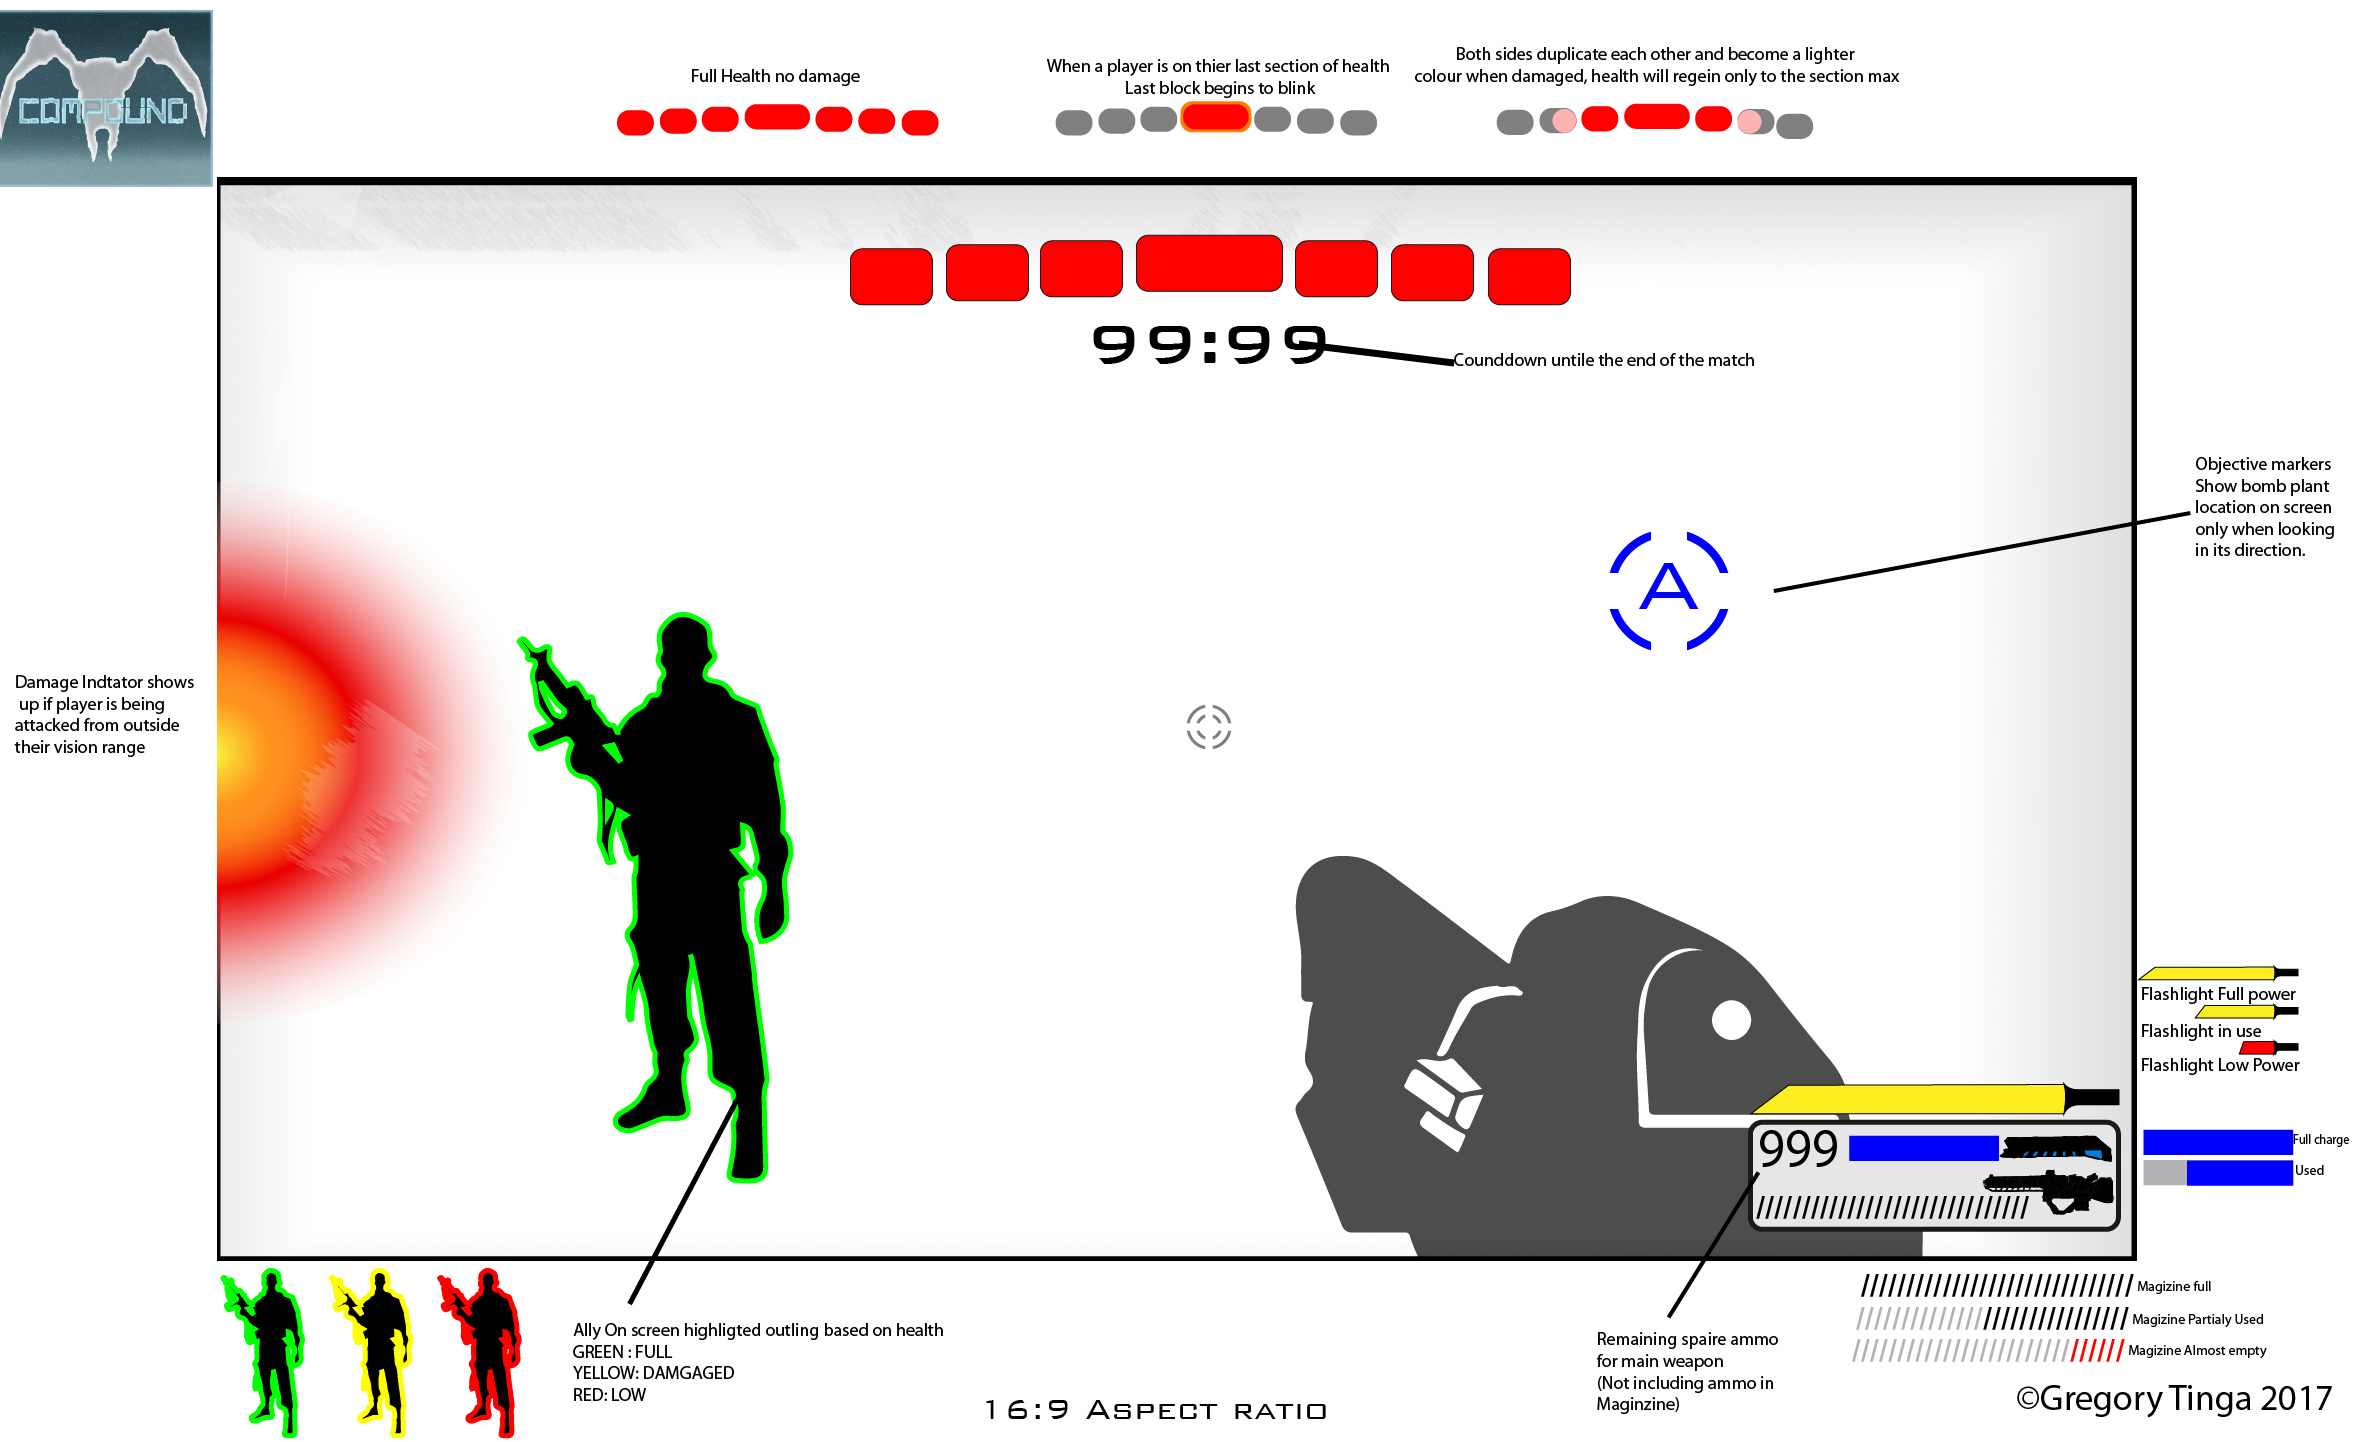 COMPOUND
Full Health no damage
When a player is on thier last section of health
Last block begins to blink
Both sides duplicate each other and become a lighter
colour when damaged, health will regein only to the section max
99:99
Counddown untile the end of the match
Objective markers
Show bomb plant
location on screen
only when looking
in its direction.
A
Damage Indtator shows
up if player is being
attacked from outside
their vision range
Flashlight Full power
Flashlight in use
Flashlight Low Power
999
Full charge
Used
Magizine full
Magizine Partialy Used
Magizine Almost empty
Ally On screen highligted outling based on health
GREEN : FULL
YELLOW: DAMGAGED
RED: LOW
Remaining spaire ammo
for main weapon
(Not including ammo in
Maginzine)
16:9 ASPECT RATIO
©Gregory Tinga 2017